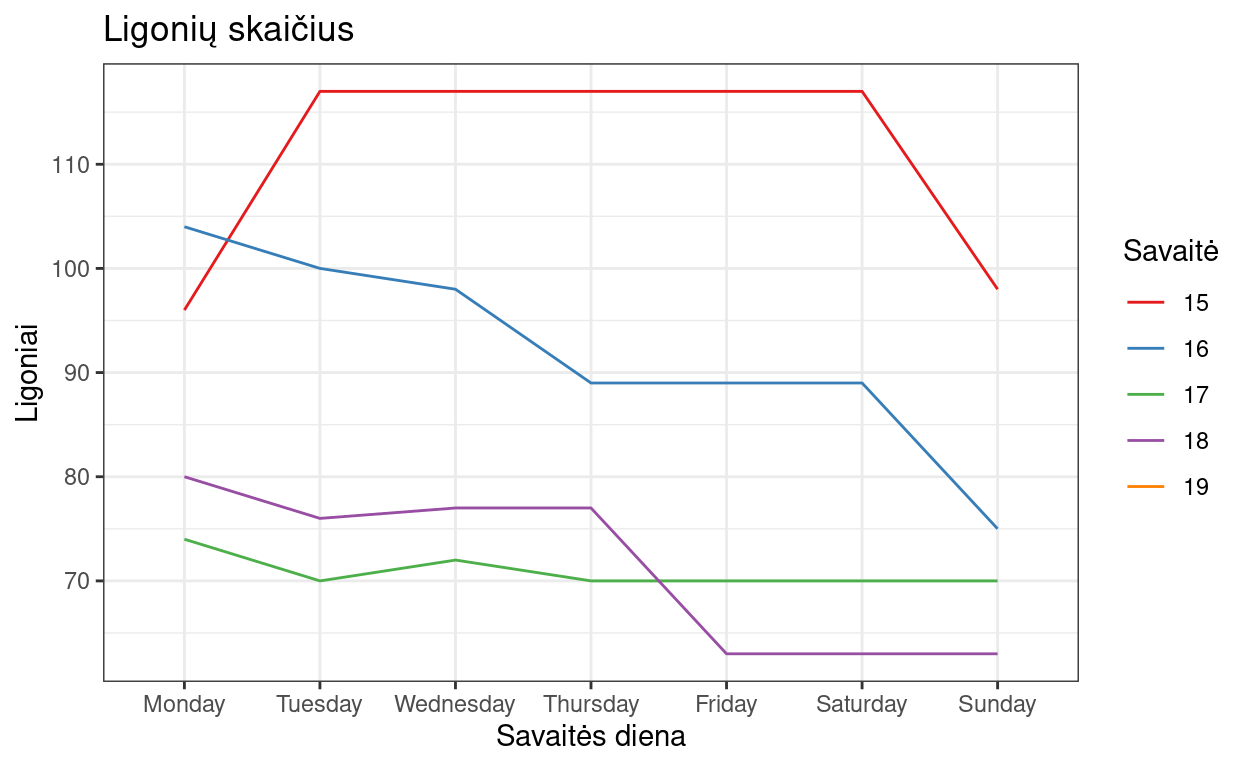 Ligonių skaičius
Ligoniai
110
100
90
80
70
Monday Tuesday Wednesday Thursday Friday Saturday Sunday
Savaitės diena
Savaitė
15
16
17
18
19